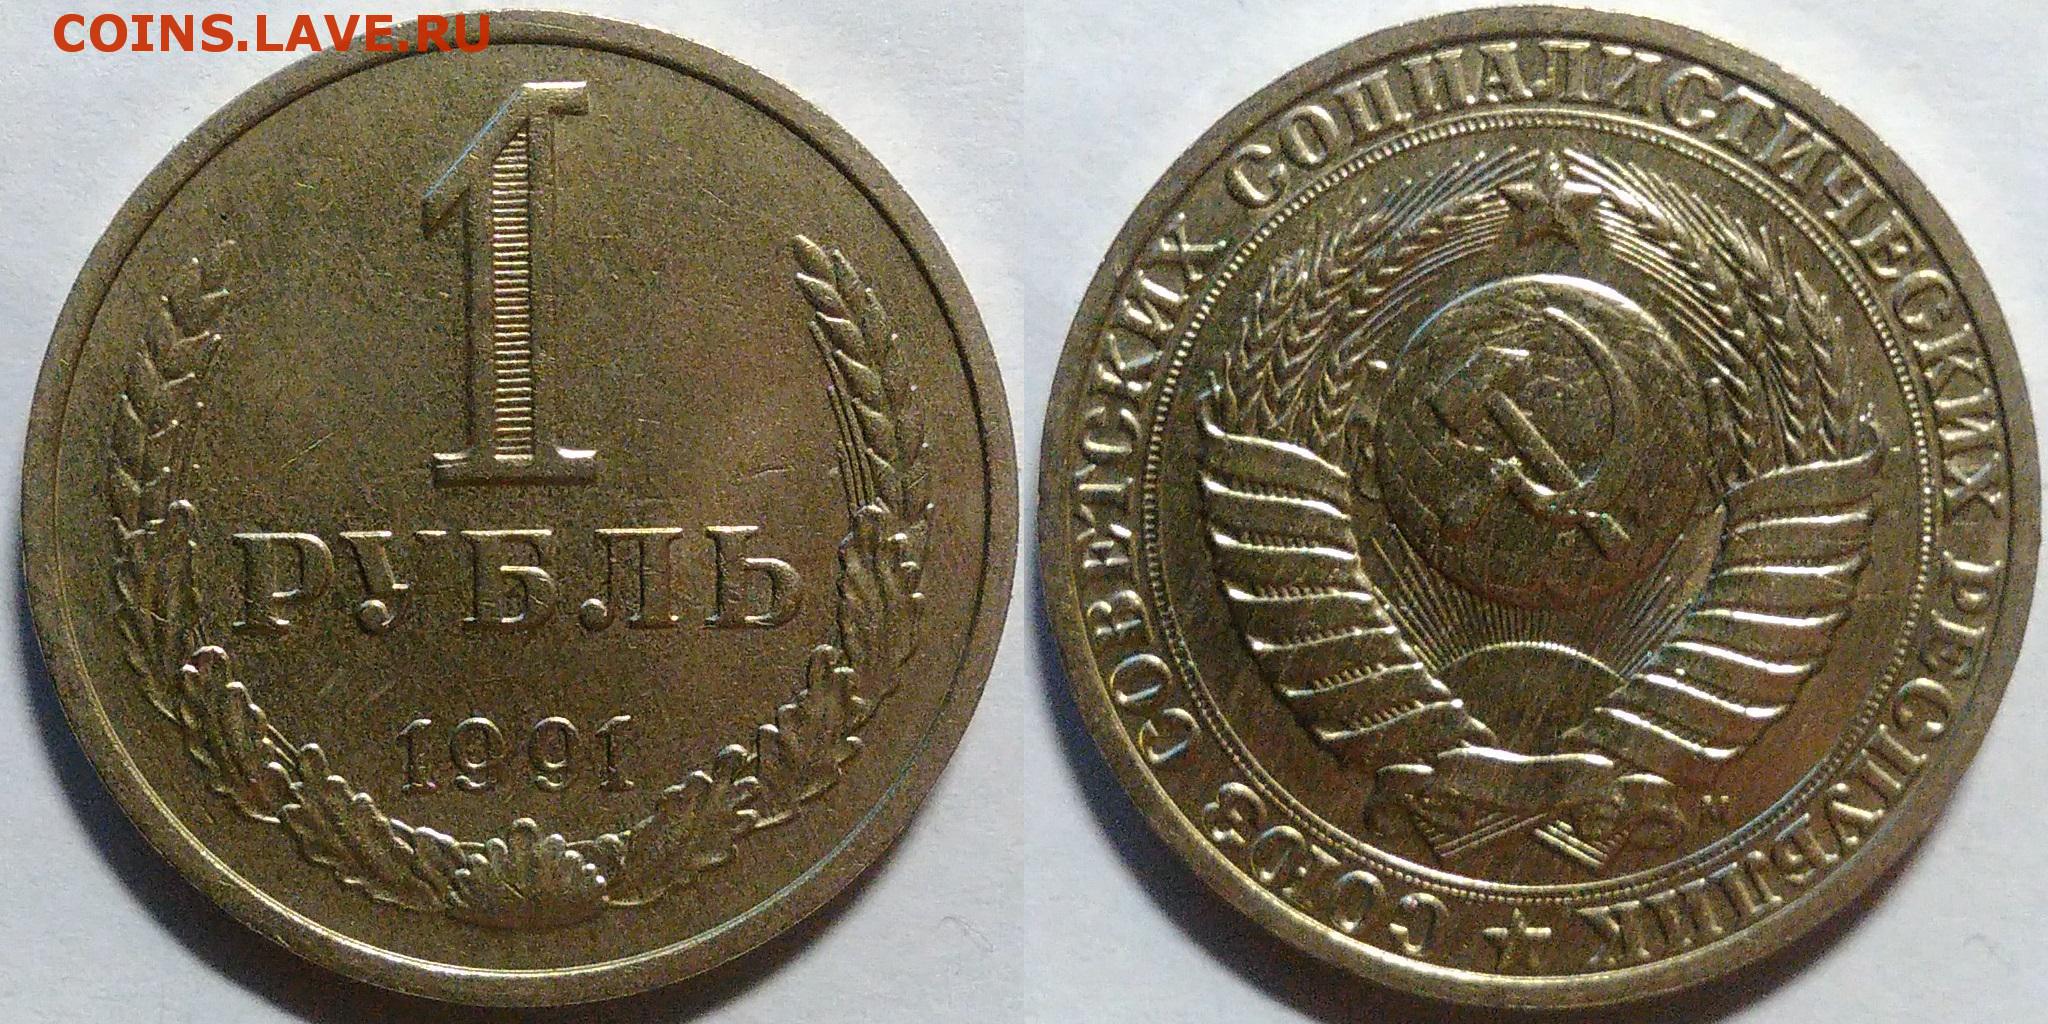 COINS.LAVE.RU
1
РУБЛЬ
1991
СОЮЗ СОВЕТСКИХ СОЦИАЛИСТИЧЕСКИХ РЕСПУБЛИК
М